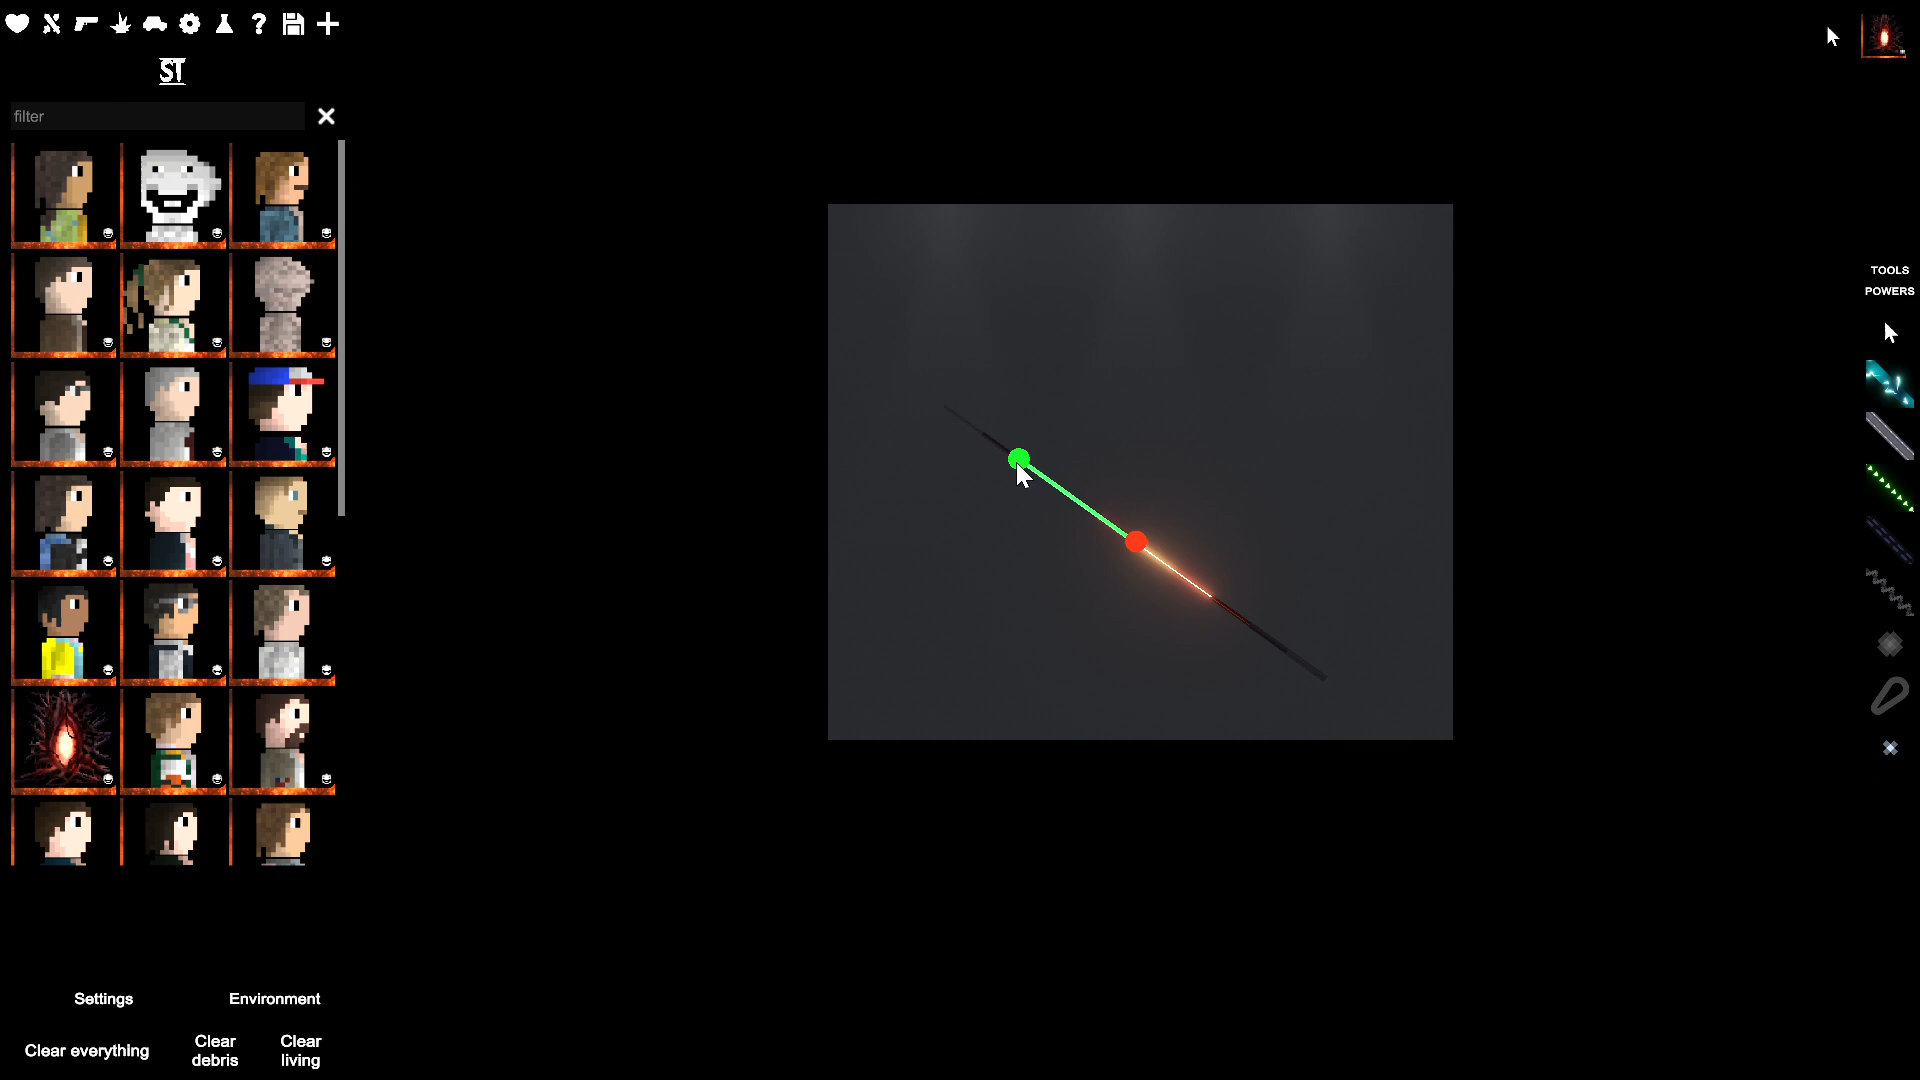 ST
filter
TOOLS
POWERS
Settings
Environment
Clear everything
Clear
debris
Clear
living